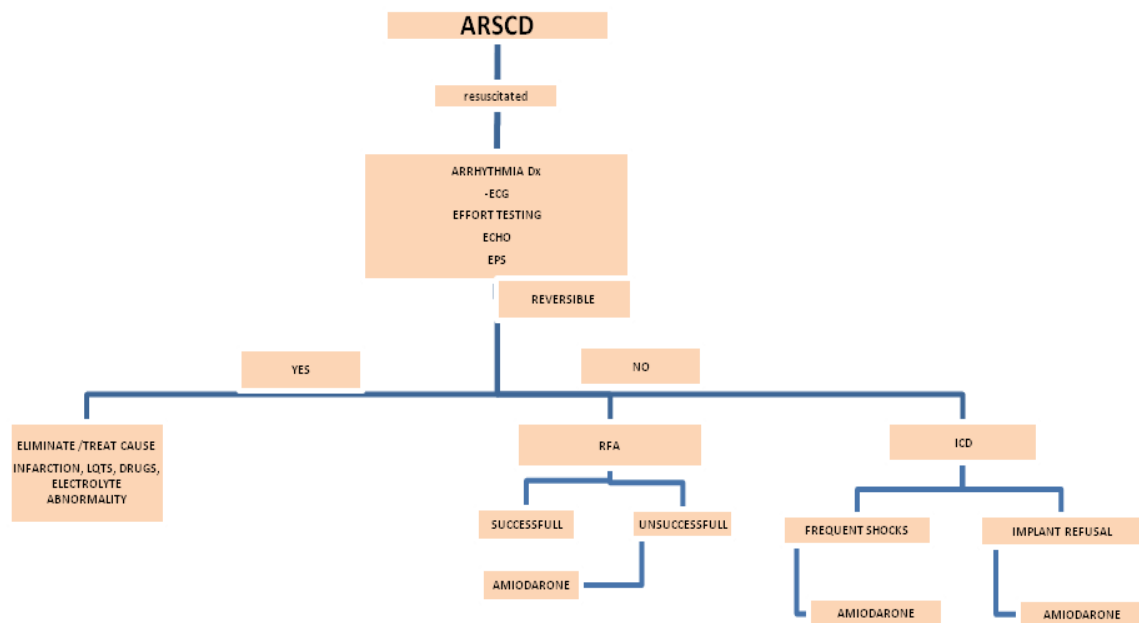 ARSCD
resuscitated
ARRHYTHMIA Dx
-ECG
EFFORT TESTING
ECHO
EPS
REVERSIBLE
YES
NO
ELIMINATE /TREAT CAUSE
INFARCTION, LQTS, DRUGS,
ELECTROLYTE
ABNORMALITY
RFA
ICD
SUCCESSFULL
UNSUCCESSFULL
FREQUENT SHOCKS
IMPLANT REFUSAL
AMIODARONE
AMIODARONE
AMIODARONE